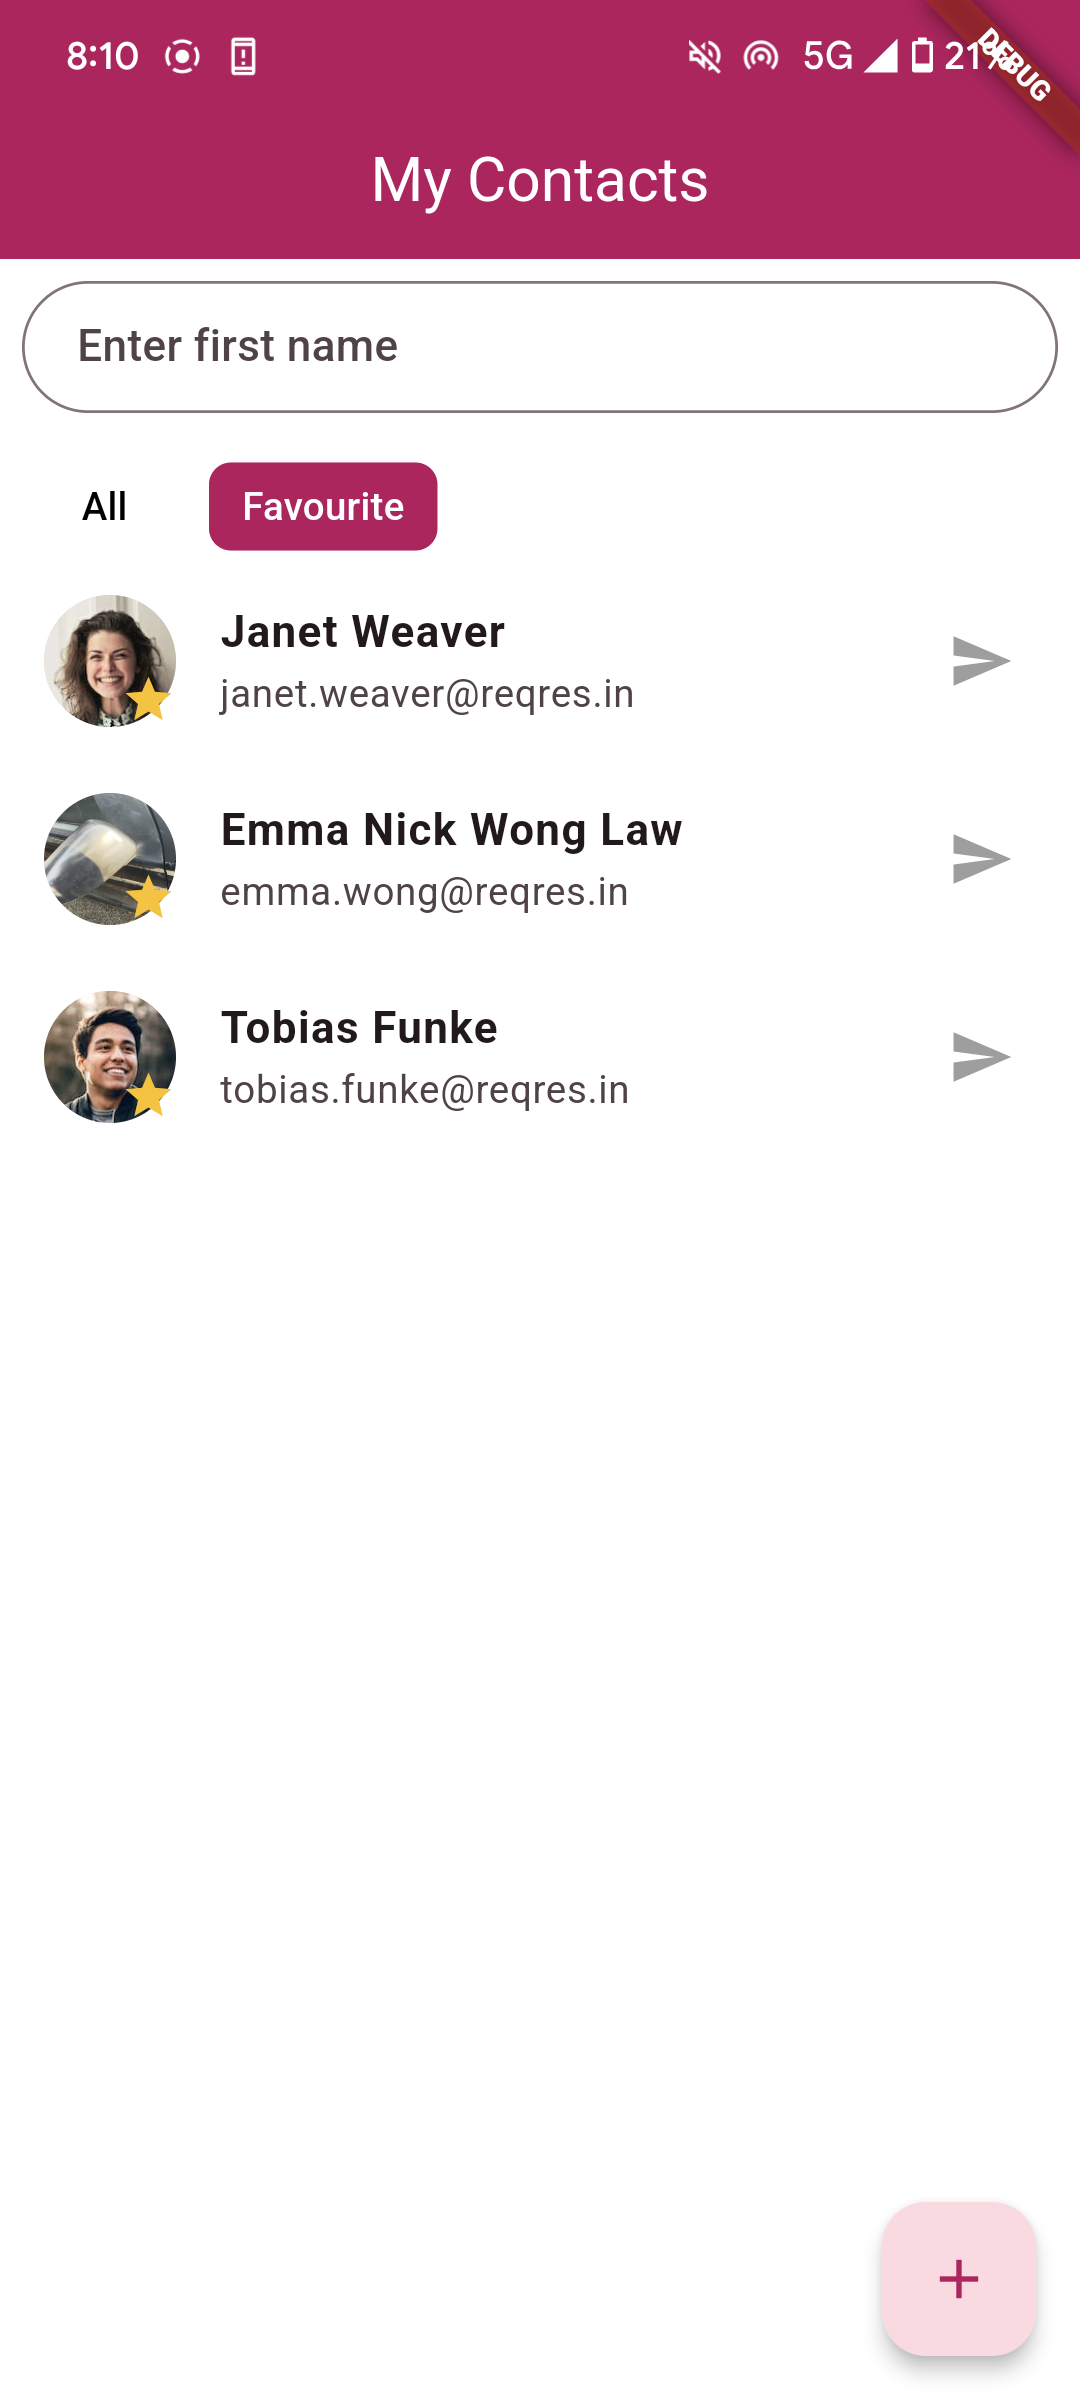 8:10 5G 21%
DEBUG
My Contacts
Enter first name
All Favourite
Janet Weaver
janet.weaver@reqres.in
Emma Nick Wong Law
emma.wong@reqres.in
Tobias Funke
tobias.funke@reqres.in